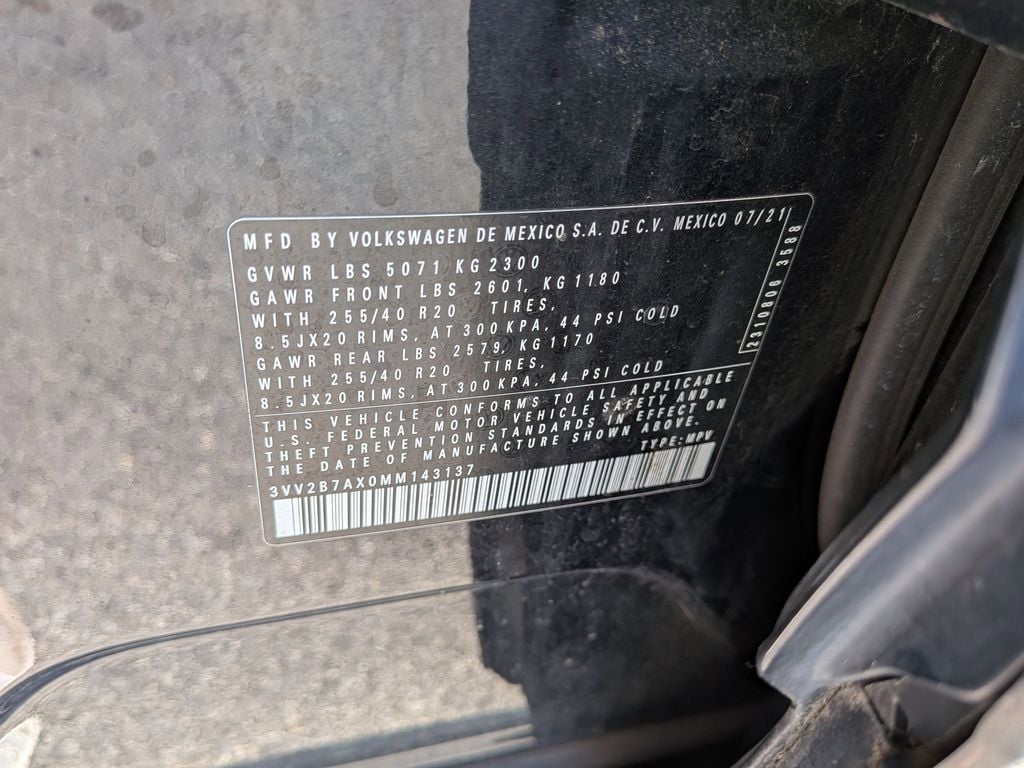 MFD BY VOLKSWAGEN DE MEXICO S.A. DE C.V. MEXICO 07/21
GVWR LBS 5071 KG 2300
GAWR FRONT LBS 2601, KG 1180
WITH 255/40 R20 TIRES,
8.5JX20 RIMS, AT 300 KPA, 44 PSI COLD
GAWR REAR LBS 2579, KG 1170
WITH 255/40 R20 TIRES,
8.5JX20 RIMS, AT 300 KPA, 44 PSI COLD
2310806 3588
THIS VEHICLE CONFORMS TO ALL APPLICABLE
U.S. FEDERAL MOTOR VEHICLE SAFETY AND
THEFT PREVENTION STANDARDS IN EFFECT ON
THE DATE OF MANUFACTURE SHOWN ABOVE.
3VV2B7AX0MM143137 TYPE: MPV